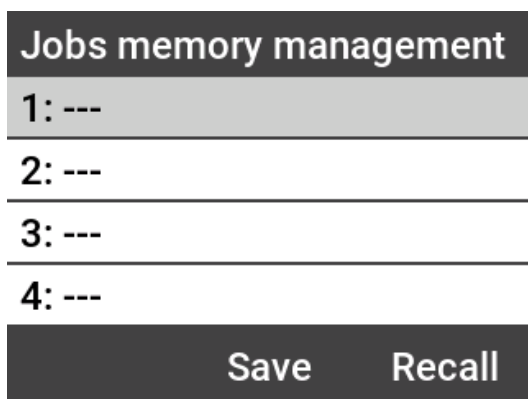 Jobs memory management
1: ---
2: ---
3: ---
4: ---
Save Recall